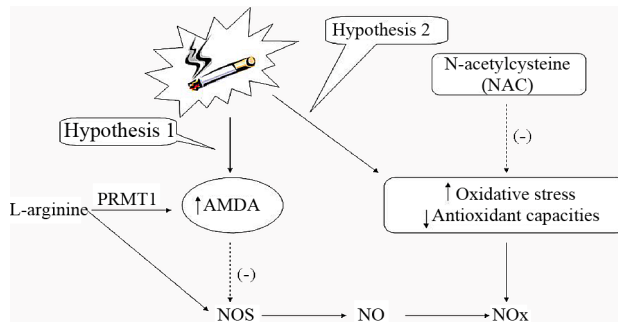 Hypothesis 2
N-acetylcysteine
(NAC)
Hypothesis 1
(-)
L-arginine
PRMT1
↑ AMDA
↑ Oxidative stress
↓ Antioxidant capacities
(-)
NOS
NO
NOx